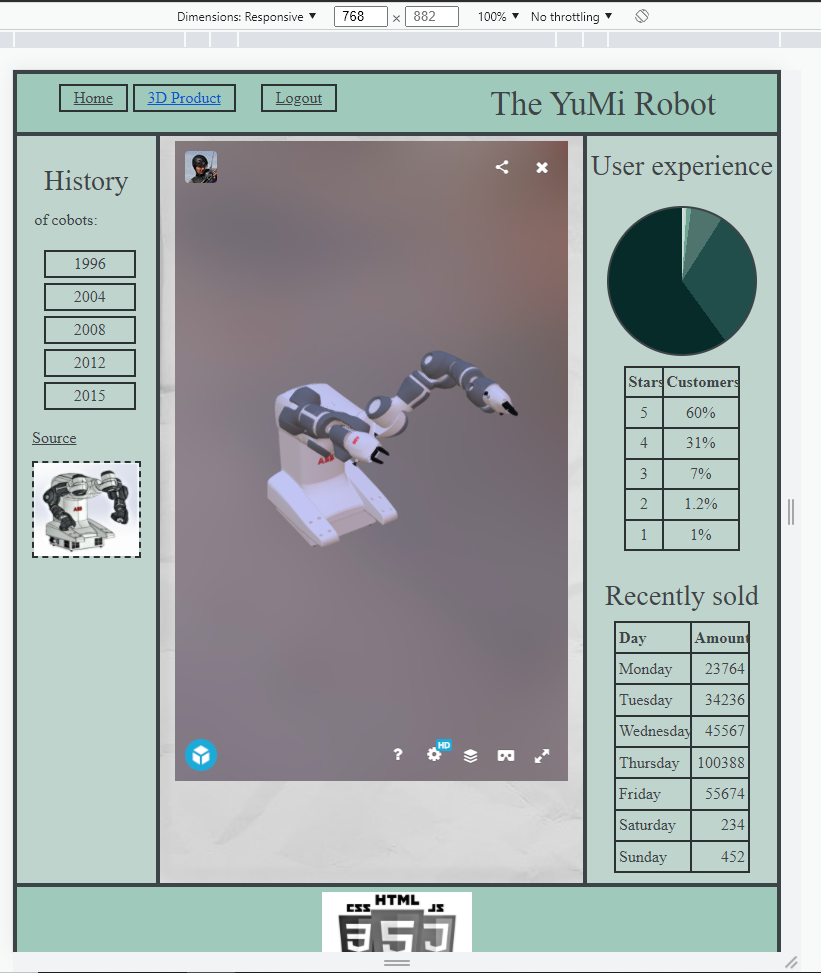 Dimensions: Responsive ▼ 768 × 882 100% ▼ No throttling ▼
Home 3D Product Logout The YuMi Robot
History
of cobots:
1996
2004
2008
2012
2015
Source
ABB
ABB
? HD
User experience
Stars Customers
5 60%
4 31%
3 7%
2 1.2%
1 1%
Recently sold
Day Amount
Monday 23764
Tuesday 34236
Wednesday 45567
Thursday 100388
Friday 55674
Saturday 234
Sunday 452
CSS HTML JS
3 5 J